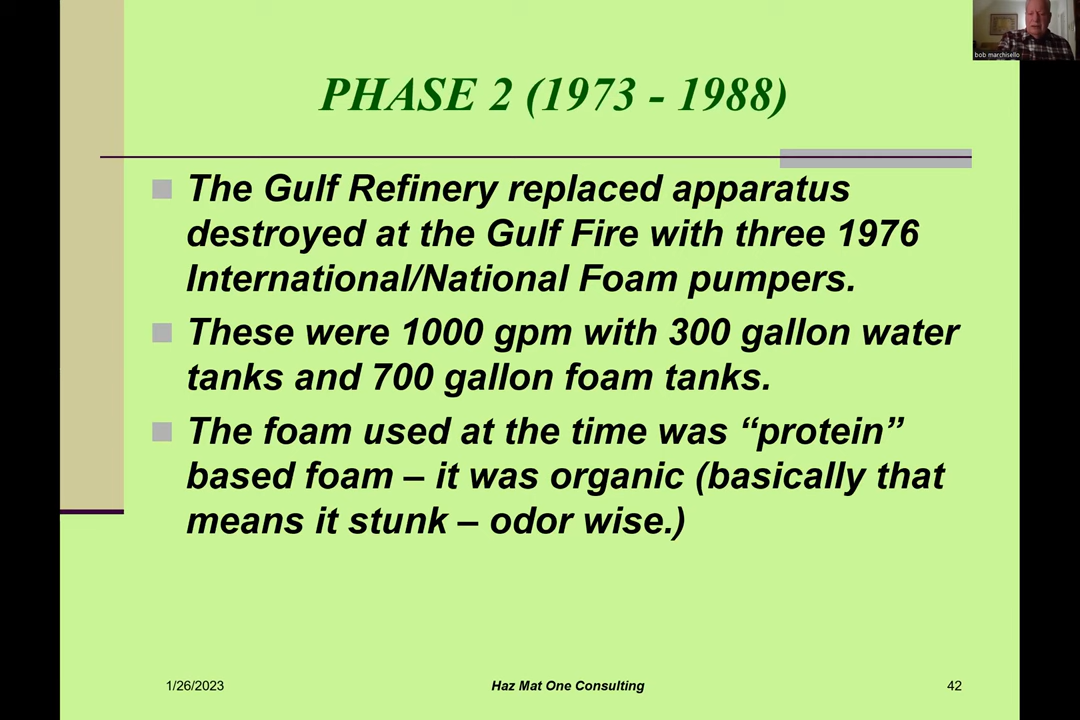 bob marchisello
PHASE 2 (1973 - 1988)
The Gulf Refinery replaced apparatus
destroyed at the Gulf Fire with three 1976
International/National Foam pumpers.
These were 1000 gpm with 300 gallon water
tanks and 700 gallon foam tanks.
The foam used at the time was “protein”
based foam – it was organic (basically that
means it stunk – odor wise.)
1/26/2023
Haz Mat One Consulting
42